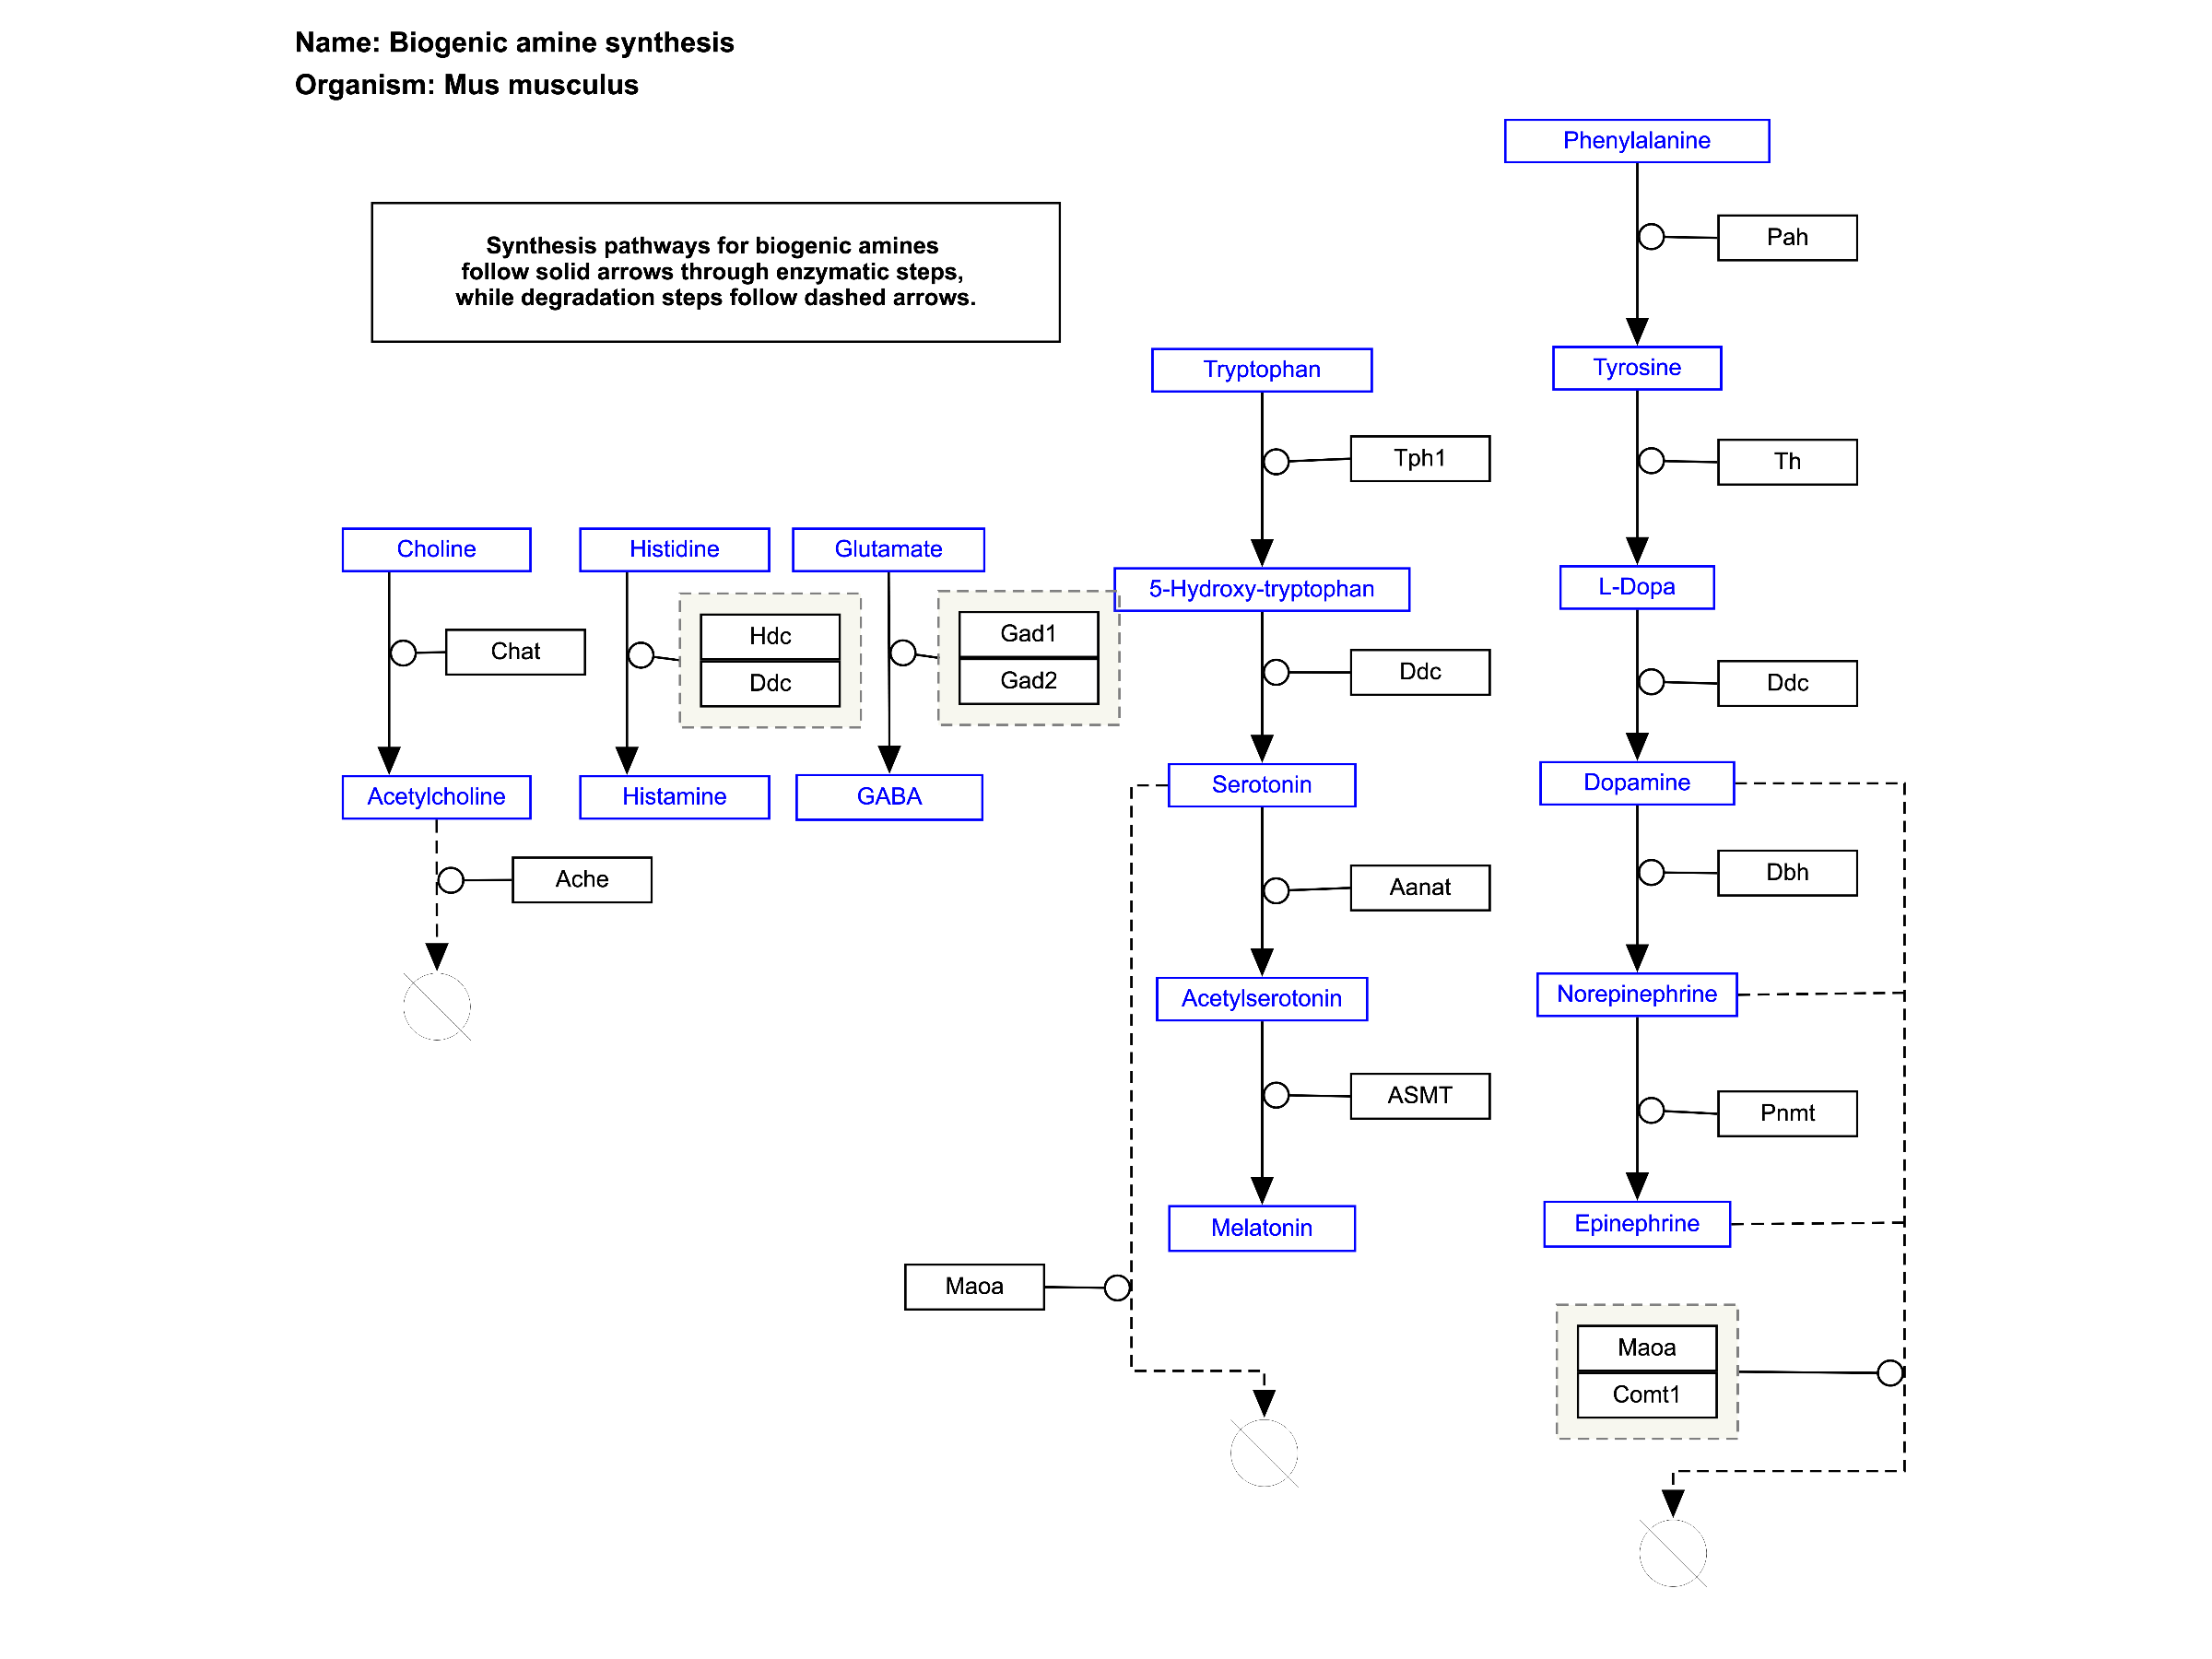 Name: Biogenic amine synthesis
Organism: Mus musculus
Synthesis pathways for biogenic amines
follow solid arrows through enzymatic steps,
while degradation steps follow dashed arrows.
Phenylalanine
Pah
Tryptophan
Tyrosine
Tph1
Th
Choline
Histidine
Glutamate
5-Hydroxy-tryptophan
L-Dopa
Chat
Hdc
Ddc
Gad1
Gad2
Ddc
Ddc
Acetylcholine
Histamine
GABA
Serotonin
Dopamine
Ache
Aanat
Dbh
Acetylserotonin
Norepinephrine
ASMT
Pnmt
Melatonin
Epinephrine
Maoa
Maoa
Comt1